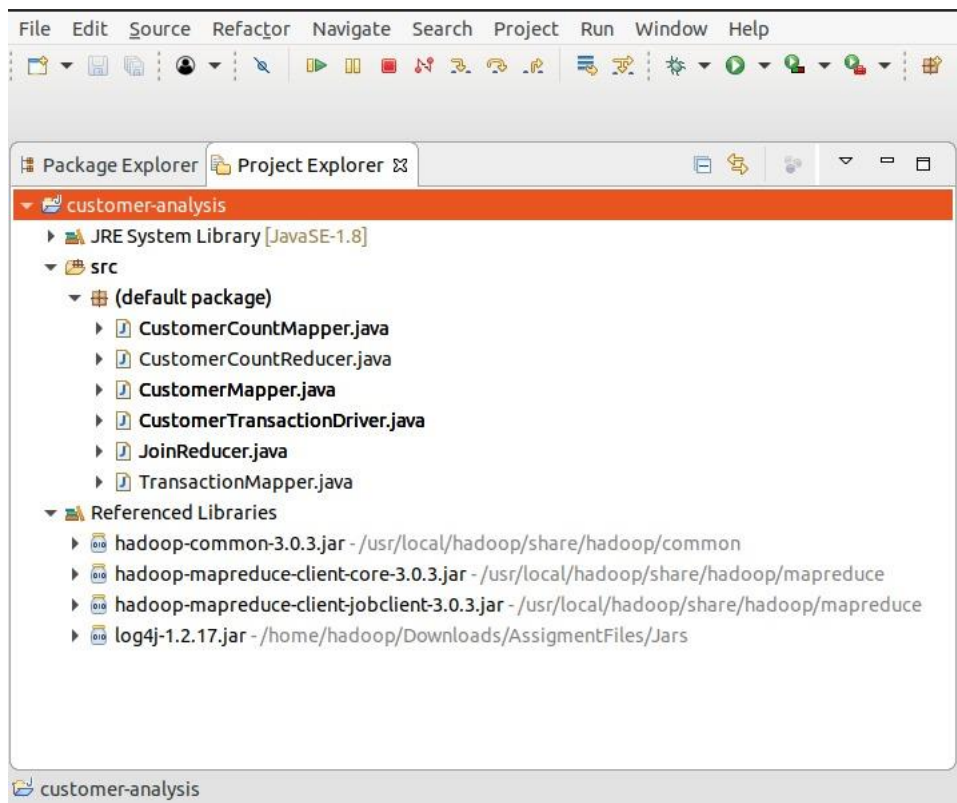 File Edit Source Refactor Navigate Search Project Run Window Help
Package Explorer Project Explorer
customer-analysis
JRE System Library [JavaSE-1.8]
src
(default package)
CustomerCountMapper.java
CustomerCountReducer.java
CustomerMapper.java
CustomerTransactionDriver.java
JoinReducer.java
TransactionMapper.java
Referenced Libraries
hadoop-common-3.0.3.jar - /usr/local/hadoop/share/hadoop/common
hadoop-mapreduce-client-core-3.0.3.jar - /usr/local/hadoop/share/hadoop/mapreduce
hadoop-mapreduce-client-jobclient-3.0.3.jar - /usr/local/hadoop/share/hadoop/mapreduce
log4j-1.2.17.jar - /home/hadoop/Downloads/AssigmentFiles/Jars
customer-analysis